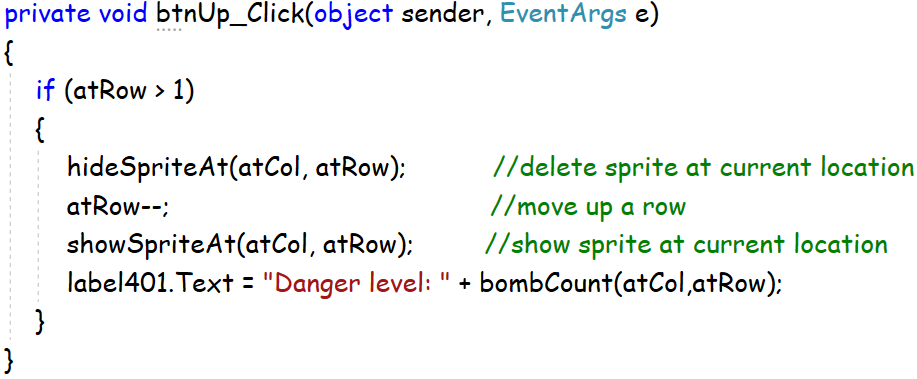 private void btnUp_Click(object sender, EventArgs e)
{
if (atRow > 1)
{
hideSpriteAt(atCol, atRow); //delete sprite at current location
atRow--; //move up a row
showSpriteAt(atCol, atRow); //show sprite at current location
label401.Text = "Danger level: " + bombCount(atCol,atRow);
}
}